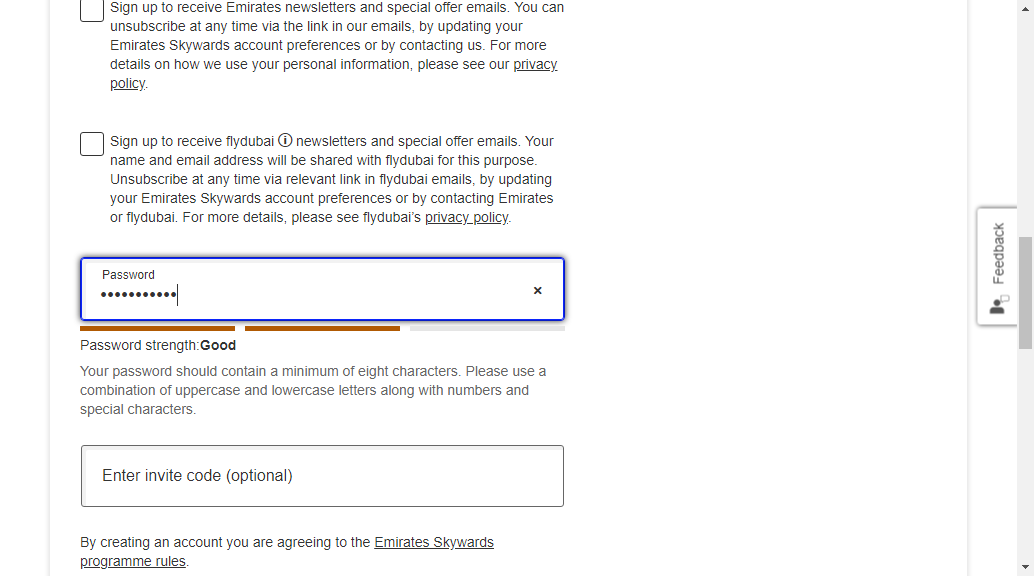 Sign up to receive Emirates newsletters and special offer emails. You can
unsubscribe at any time via the link in our emails, by updating your
Emirates Skywards account preferences or by contacting us. For more
details on how we use your personal information, please see our privacy
policy.
Sign up to receive flydubai ⓘ newsletters and special offer emails. Your
name and email address will be shared with flydubai for this purpose.
Unsubscribe at any time via relevant link in flydubai emails, by updating
your Emirates Skywards account preferences or by contacting Emirates
or flydubai. For more details, please see flydubai’s privacy policy.
Password
•••••••••••
Password strength:Good
Your password should contain a minimum of eight characters. Please use a
combination of uppercase and lowercase letters along with numbers and
special characters.
Enter invite code (optional)
By creating an account you are agreeing to the Emirates Skywards
programme rules.
Feedback